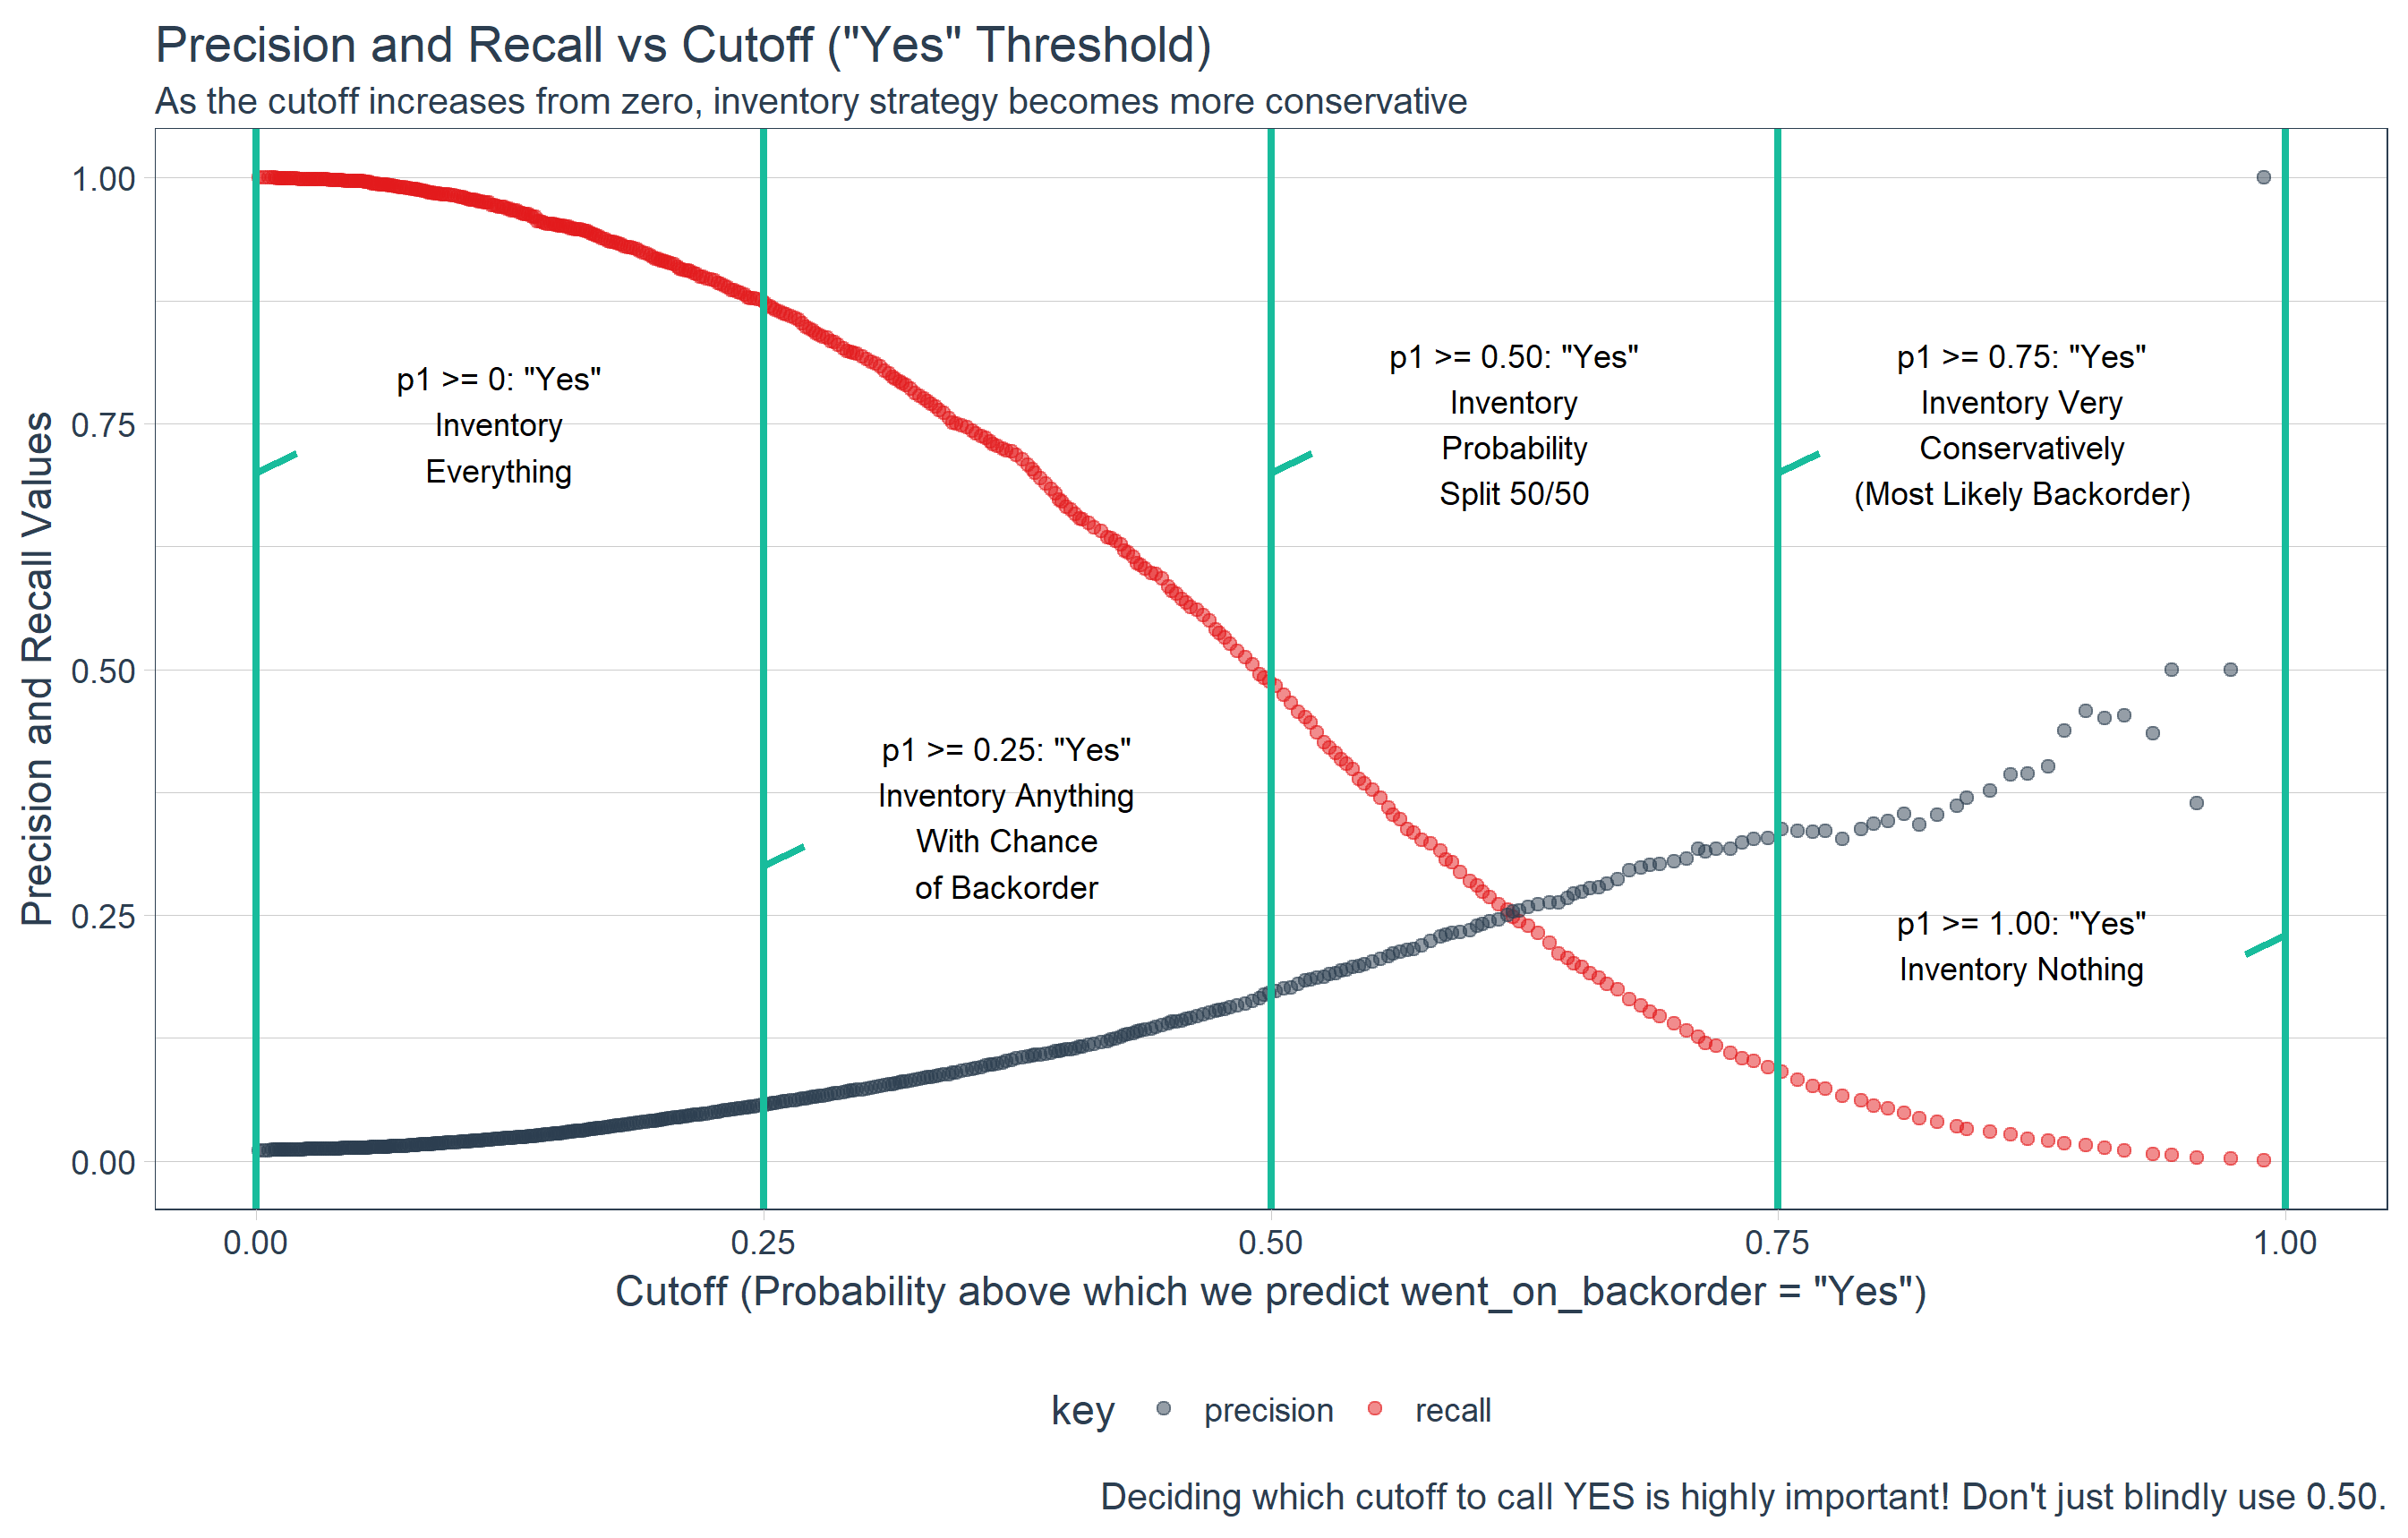 Precision and Recall vs Cutoff ("Yes" Threshold)
As the cutoff increases from zero, inventory strategy becomes more conservative
Precision and Recall Values
1.00
0.75
0.50
0.25
0.00
p1 >= 0: "Yes"
Inventory
Everything
p1 >= 0.25: "Yes"
Inventory Anything
With Chance
of Backorder
p1 >= 0.50: "Yes"
Inventory
Probability
Split 50/50
p1 >= 0.75: "Yes"
Inventory Very
Conservatively
(Most Likely Backorder)
p1 >= 1.00: "Yes"
Inventory Nothing
0.00 0.25 0.50 0.75 1.00
Cutoff (Probability above which we predict went_on_backorder = "Yes")
key precision recall
Deciding which cutoff to call YES is highly important! Don't just blindly use 0.50.